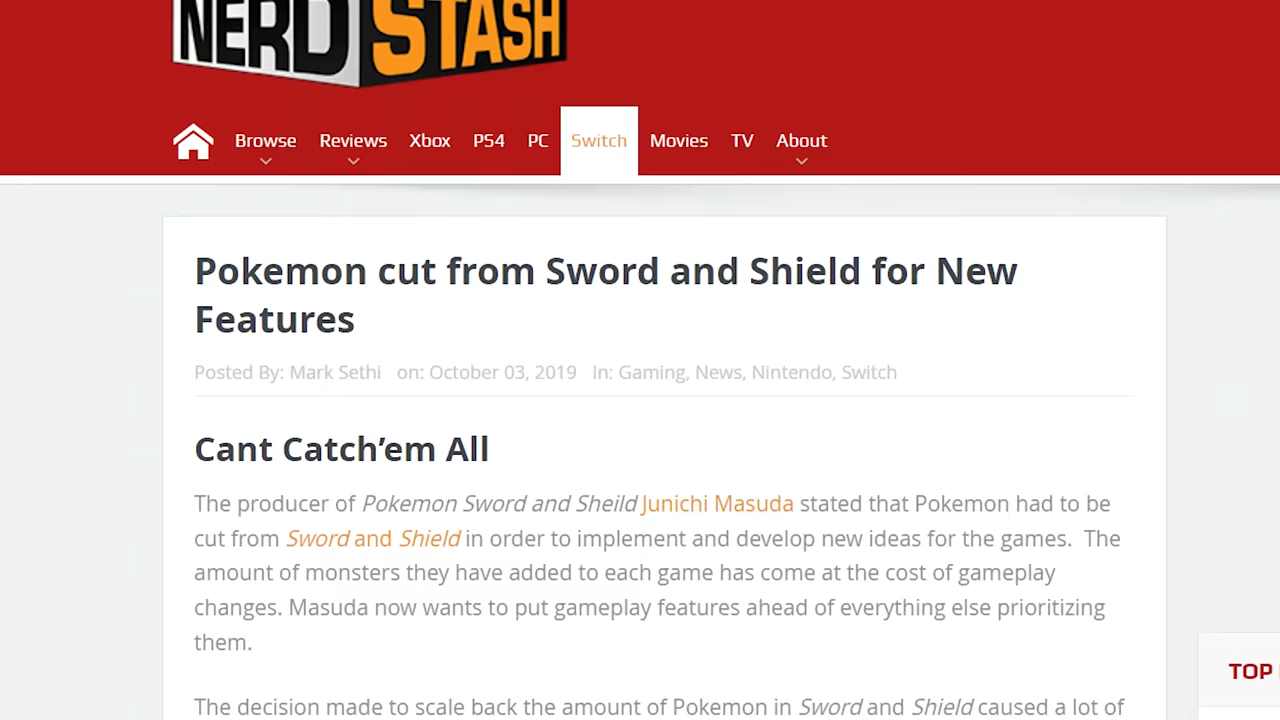 NERD STASH
Browse Reviews Xbox PS4 PC Switch Movies TV About
Pokemon cut from Sword and Shield for New
Features
Posted By: Mark Sethi on: October 03, 2019 In: Gaming, News, Nintendo, Switch
Cant Catch’em All
The producer of Pokemon Sword and Sheild Junichi Masuda stated that Pokemon had to be
cut from Sword and Shield in order to implement and develop new ideas for the games. The
amount of monsters they have added to each game has come at the cost of gameplay
changes. Masuda now wants to put gameplay features ahead of everything else prioritizing
them.
TOP
The decision made to scale back the amount of Pokemon in Sword and Shield caused a lot of